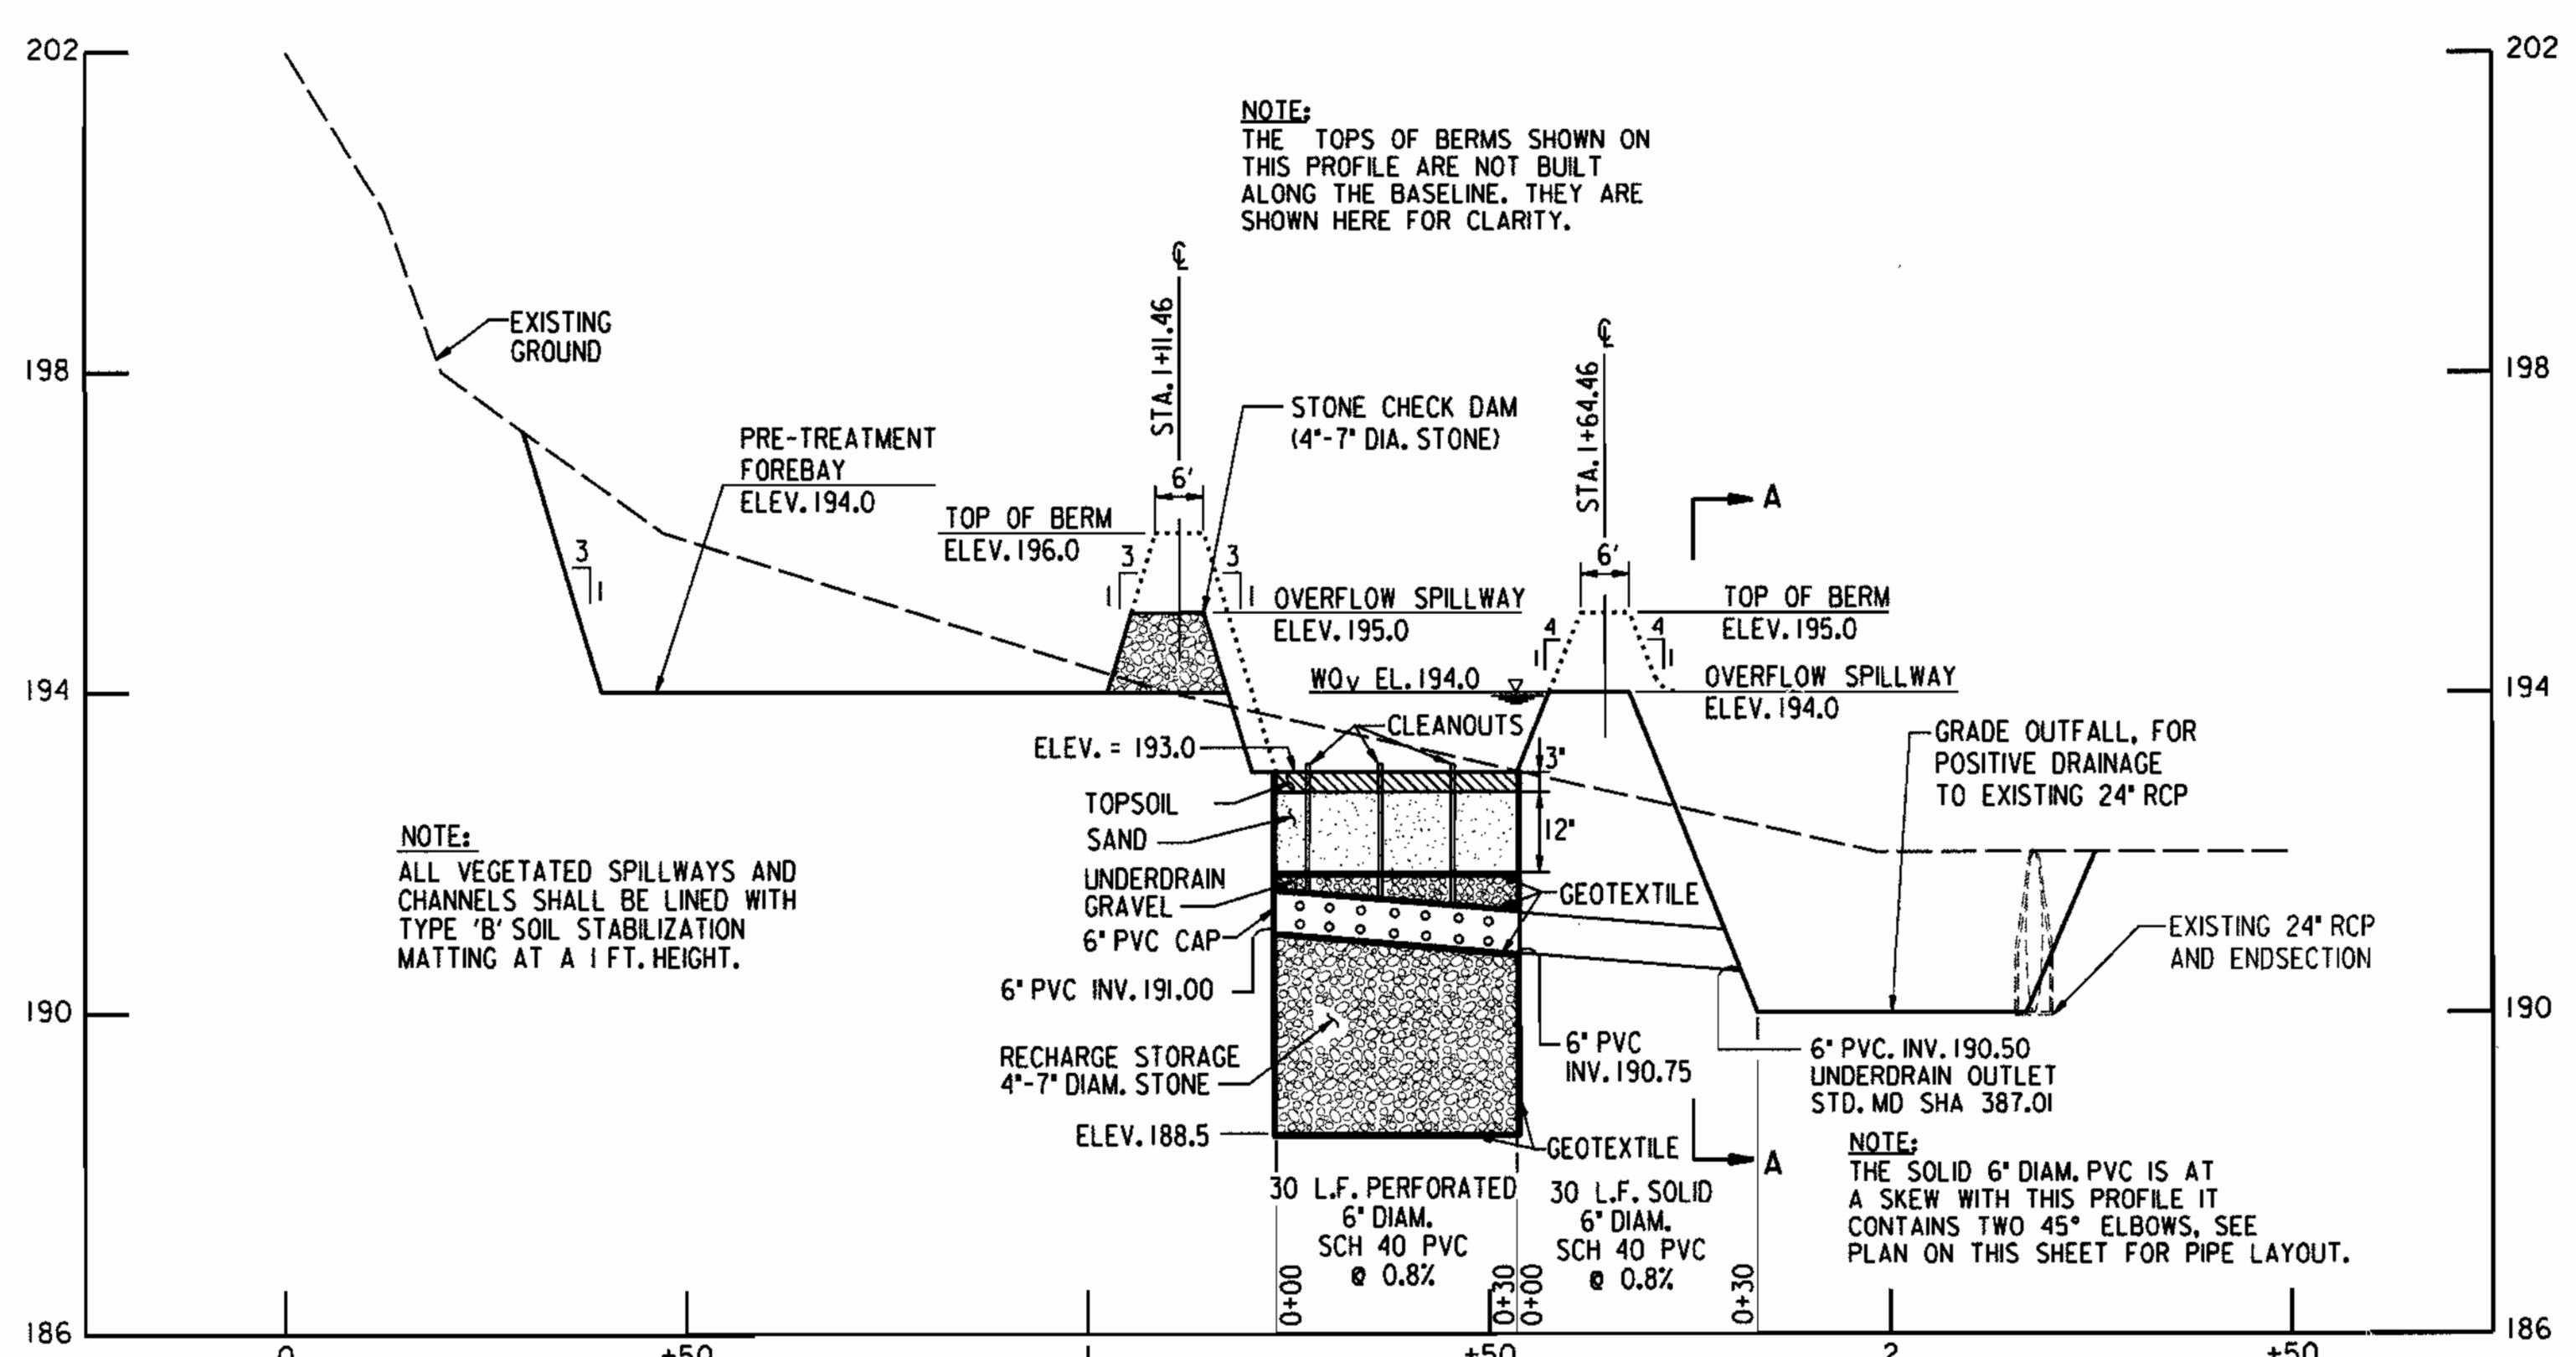 202
202
NOTE:
THE TOPS OF BERMS SHOWN ON
THIS PROFILE ARE NOT BUILT
ALONG THE BASELINE. THEY ARE
SHOWN HERE FOR CLARITY.
℄
STA. 1+11.46
℄
STA. 1+64.46
EXISTING
GROUND
198
198
STONE CHECK DAM
(4"-7" DIA. STONE)
PRE-TREATMENT
FOREBAY
ELEV. 194.0
6'
A
TOP OF BERM
ELEV. 196.0
3
1
3
1
3
1
6'
OVERFLOW SPILLWAY
ELEV. 195.0
TOP OF BERM
ELEV. 195.0
4
1
4
1
194
194
WQv EL. 194.0
OVERFLOW SPILLWAY
ELEV. 194.0
CLEANOUTS
ELEV. = 193.0
3"
GRADE OUTFALL, FOR
POSITIVE DRAINAGE
TO EXISTING 24" RCP
TOPSOIL
SAND
12"
NOTE:
ALL VEGETATED SPILLWAYS AND
CHANNELS SHALL BE LINED WITH
TYPE 'B' SOIL STABILIZATION
MATTING AT A 1 FT. HEIGHT.
UNDERDRAIN
GRAVEL
GEOTEXTILE
6" PVC CAP
EXISTING 24" RCP
AND ENDSECTION
6" PVC INV. 191.00
190
190
RECHARGE STORAGE
4"-7" DIAM. STONE
6" PVC
INV. 190.75
6" PVC. INV. 190.50
UNDERDRAIN OUTLET
STD. MD SHA 387.01
ELEV. 188.5
GEOTEXTILE
A
NOTE:
THE SOLID 6" DIAM. PVC IS AT
A SKEW WITH THIS PROFILE IT
CONTAINS TWO 45° ELBOWS, SEE
PLAN ON THIS SHEET FOR PIPE LAYOUT.
30 L.F. PERFORATED
6" DIAM.
SCH 40 PVC
@ 0.8%
30 L.F. SOLID
6" DIAM.
SCH 40 PVC
@ 0.8%
0+00
0+30
0+00
0+30
186
186
0
+50
1
+50
2
+50